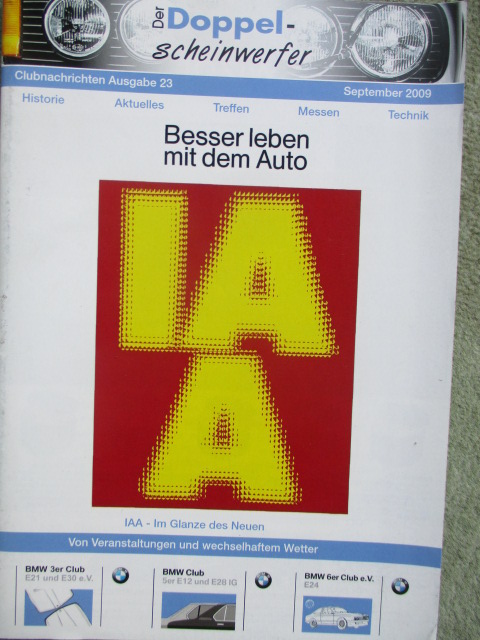 Der Doppel-
scheinwerfer
Clubnachrichten Ausgabe 23
September 2009
Historie Aktuelles Treffen Messen Technik
Besser leben
mit dem Auto
IA
A
IAA - Im Glanze des Neuen
Von Veranstaltungen und wechselhaftem Wetter
BMW 3er Club
E21 und E30 e.V.
BMW Club
5er E12 und E28 IG
BMW 6er Club e.V.
E24